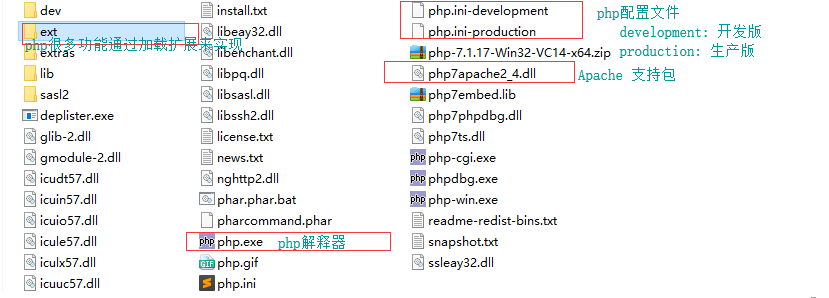 dev
ext
php很多功能通过加载扩展来实现
extras
lib
sasl2
deplister.exe
glib-2.dll
gmodule-2.dll
icudt57.dll
icuin57.dll
icuio57.dll
icule57.dll
iculx57.dll
icuuc57.dll
install.txt
libeay32.dll
libenchant.dll
libpq.dll
libsasl.dll
libssh2.dll
license.txt
news.txt
nghttp2.dll
phar.phar.bat
pharcommand.phar
php.exe php解释器
php.gif
php.ini
php.ini-development php配置文件
development: 开发版
php.ini-production
production: 生产版
php-7.1.17-Win32-VC14-x64.zip
php7apache2_4.dll Apache 支持包
php7embed.lib
php7phpdbg.dll
php7ts.dll
php-cgi.exe
phpdbg.exe
php-win.exe
readme-redist-bins.txt
snapshot.txt
ssleay32.dll